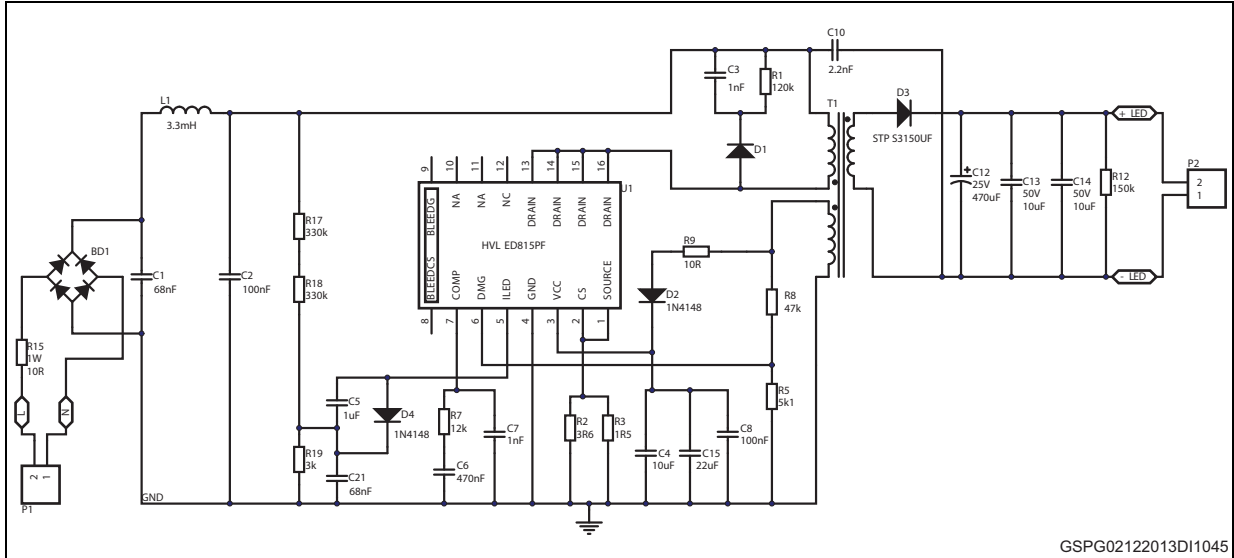 C10
2.2nF
C3
1nF
R1
120k
T1
D3
STP S3150UF
L1
3.3mH
D1
+ LED
P2
2
1
9
10
11
12
13
14
15
16
U1
BLEEDG
NA
NA
NC
DRAIN
DRAIN
DRAIN
DRAIN
HVL ED815PF
BLEEDCS
COMP
DMG
ILED
GND
VCC
CS
SOURCE
8
7
6
5
4
3
2
1
C12
25V
470uF
C13
50V
10uF
C14
50V
10uF
R12
150k
R17
330k
R18
330k
BD1
C1
68nF
C2
100nF
R9
10R
D2
1N4148
R8
47k
- LED
R15
1W
10R
L
N
C5
1uF
D4
1N4148
R7
12k
C7
1nF
R2
3R6
R3
1R5
R5
5k1
C8
100nF
R19
3k
C21
68nF
C6
470nF
C4
10uF
C15
22uF
2
1
P1
GND
GSPG02122013DI1045